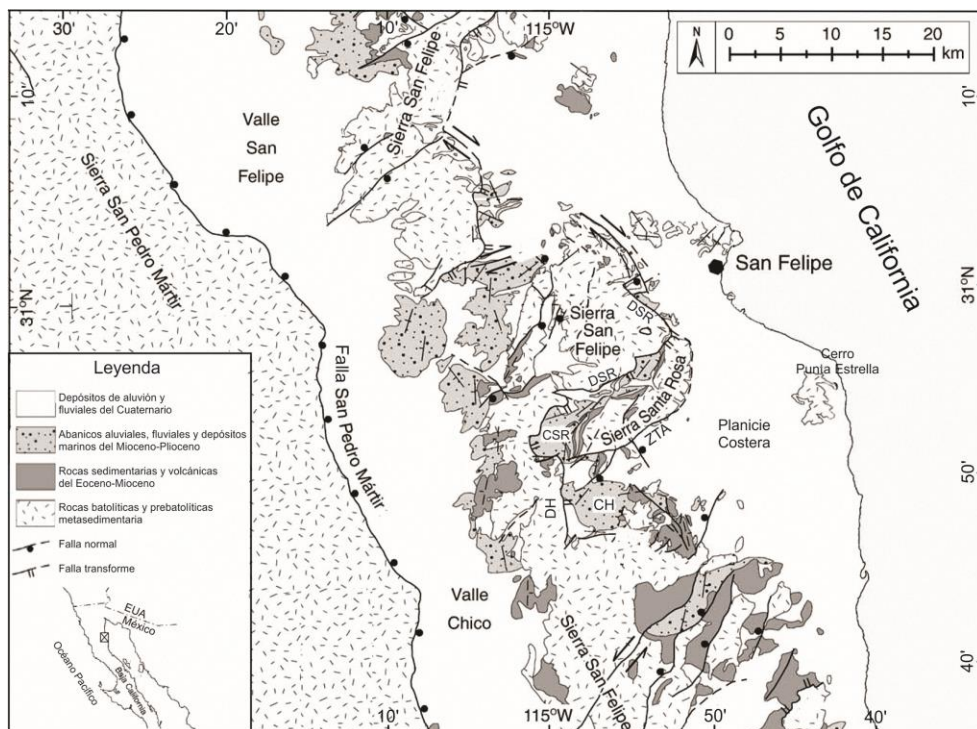 30'
20'
10'
115ºW
N
0 5 10 15 20
km
10'
10'
Valle
San
Felipe
Sierra San Felipe
Sierra San Pedro Mártir
Golfo de California
San Felipe
31ºN
31ºN
DSR
Sierra
San
Felipe
DSR
Sierra Santa Rosa
Cerro
Punta Estrella
Falla San Pedro Mártir
CSR
ZTA
Planicie
Costera
50'
DH
CH
Valle
Chico
Sierra San Felipe
40'
10'
115ºW
50'
40'
Leyenda
Depósitos de aluvión y
fluviales del Cuaternario
Abanicos aluviales, fluviales y depósitos
marinos del Mioceno-Plioceno
Rocas sedimentarias y volcánicas
del Eoceno-Mioceno
Rocas batolíticas y prebatolíticas
metasedimentaria
Falla normal
Falla transforme
EUA
México
Océano Pacífico
Baja California